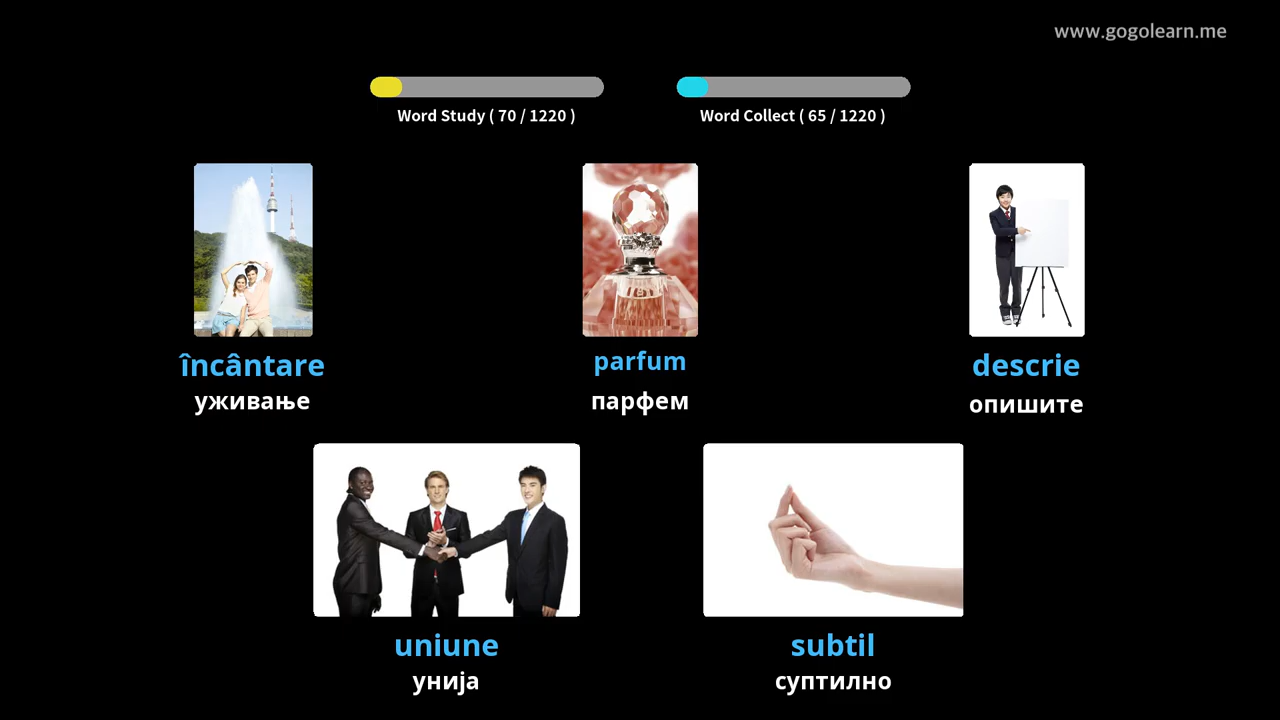 www.gogolearn.me
Word Study ( 70 / 1220 )
Word Collect ( 65 / 1220 )
încântare
уживање
parfum
парфем
descrie
опишите
uniune
унија
subtil
суптилно